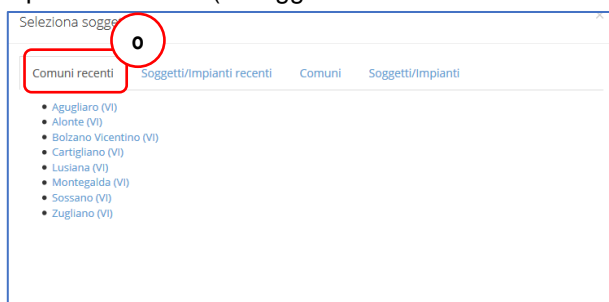 Seleziona sogge
o
Comuni recenti Soggetti/Impianti recenti Comuni Soggetti/Impianti
• Agugliaro (VI)
• Alonte (VI)
• Bolzano Vicentino (VI)
• Cartigliano (VI)
• Lusiana (VI)
• Montegalda (VI)
• Sossano (VI)
• Zugliano (VI)